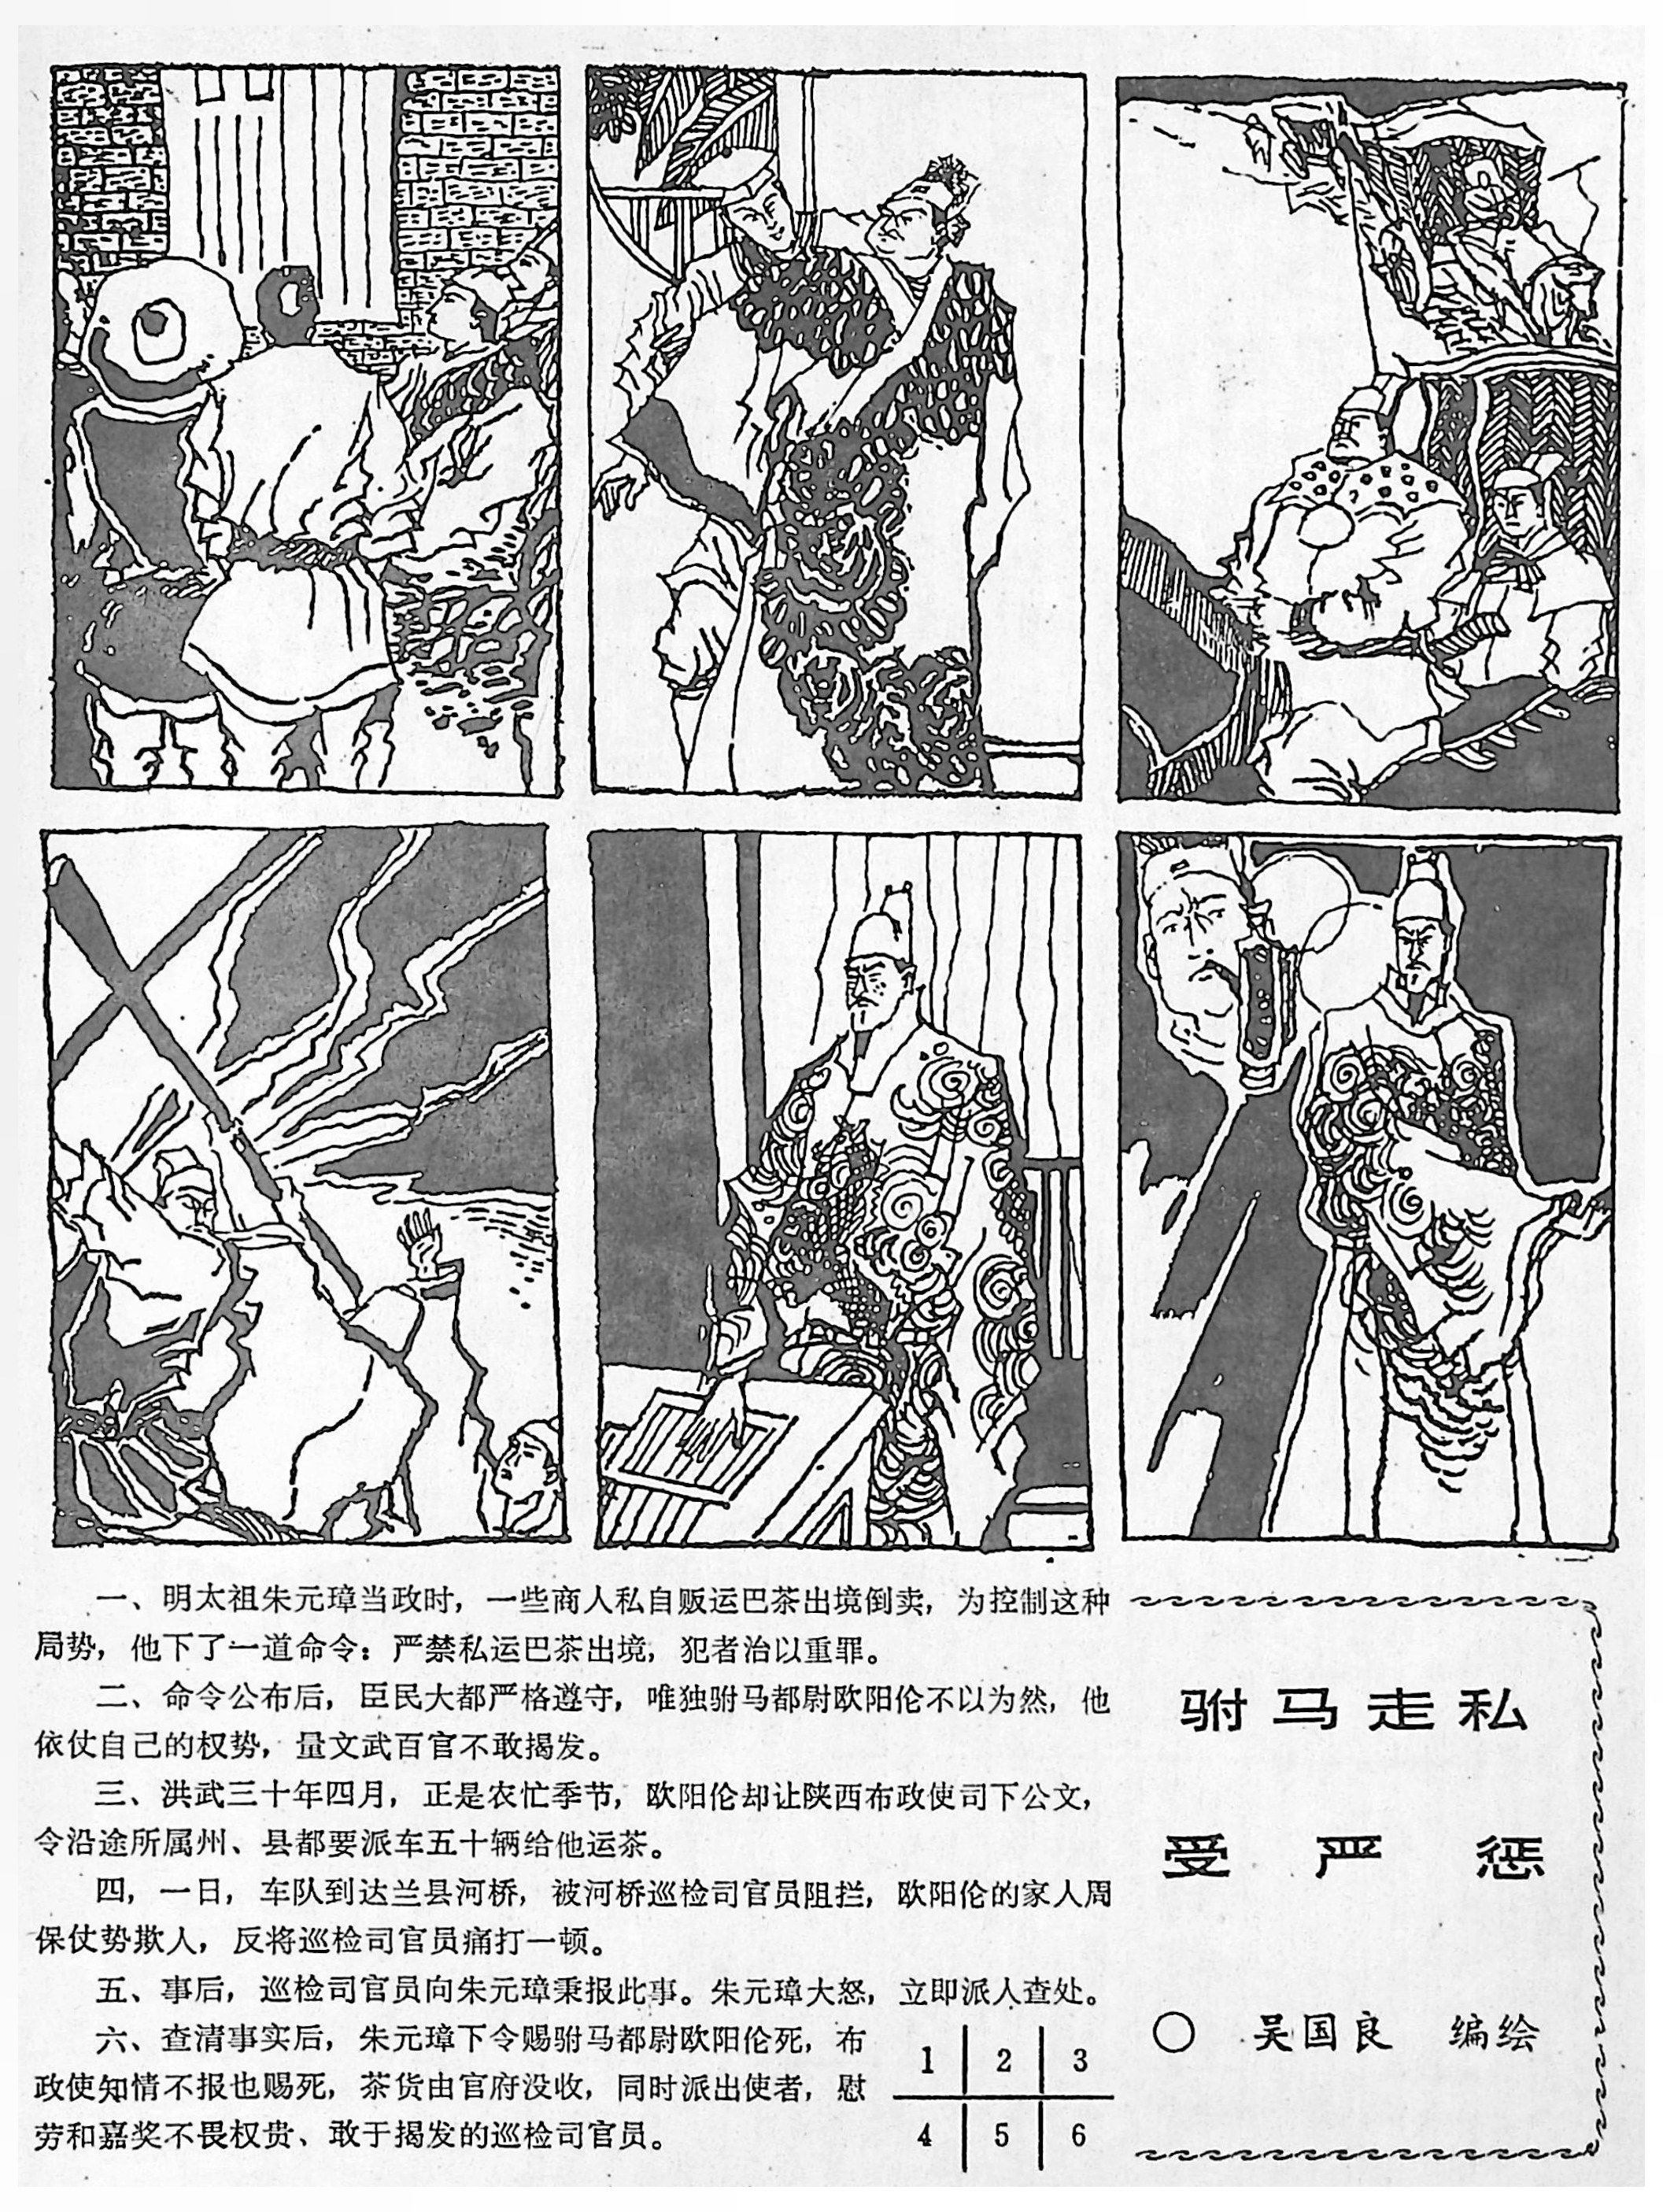 一、明太祖朱元璋当政时，一些商人私自贩运巴茶出境倒卖，为控制这种
局势，他下了一道命令：严禁私运巴茶出境，犯者治以重罪。
二、命令公布后，臣民大都严格遵守，唯独驸马都尉欧阳伦不以为然，他
依仗自己的权势，量文武百官不敢揭发。
三、洪武三十年四月，正是农忙季节，欧阳伦却让陕西布政使司下公文，
令沿途所属州、县都要派车五十辆给他运茶。
四，一日，车队到达兰县河桥，被河桥巡检司官员阻拦，欧阳伦的家人周
保仗势欺人，反将巡检司官员痛打一顿。
五、事后，巡检司官员向朱元璋秉报此事。朱元璋大怒，立即派人查处。
六、查清事实后，朱元璋下令赐驸马都尉欧阳伦死，布
政使知情不报也赐死，茶货由官府没收，同时派出使者，慰
劳和嘉奖不畏权贵、敢于揭发的巡检司官员。
1 2 3
4 5 6
驸马走私
受严惩
○ 吴国良 编绘